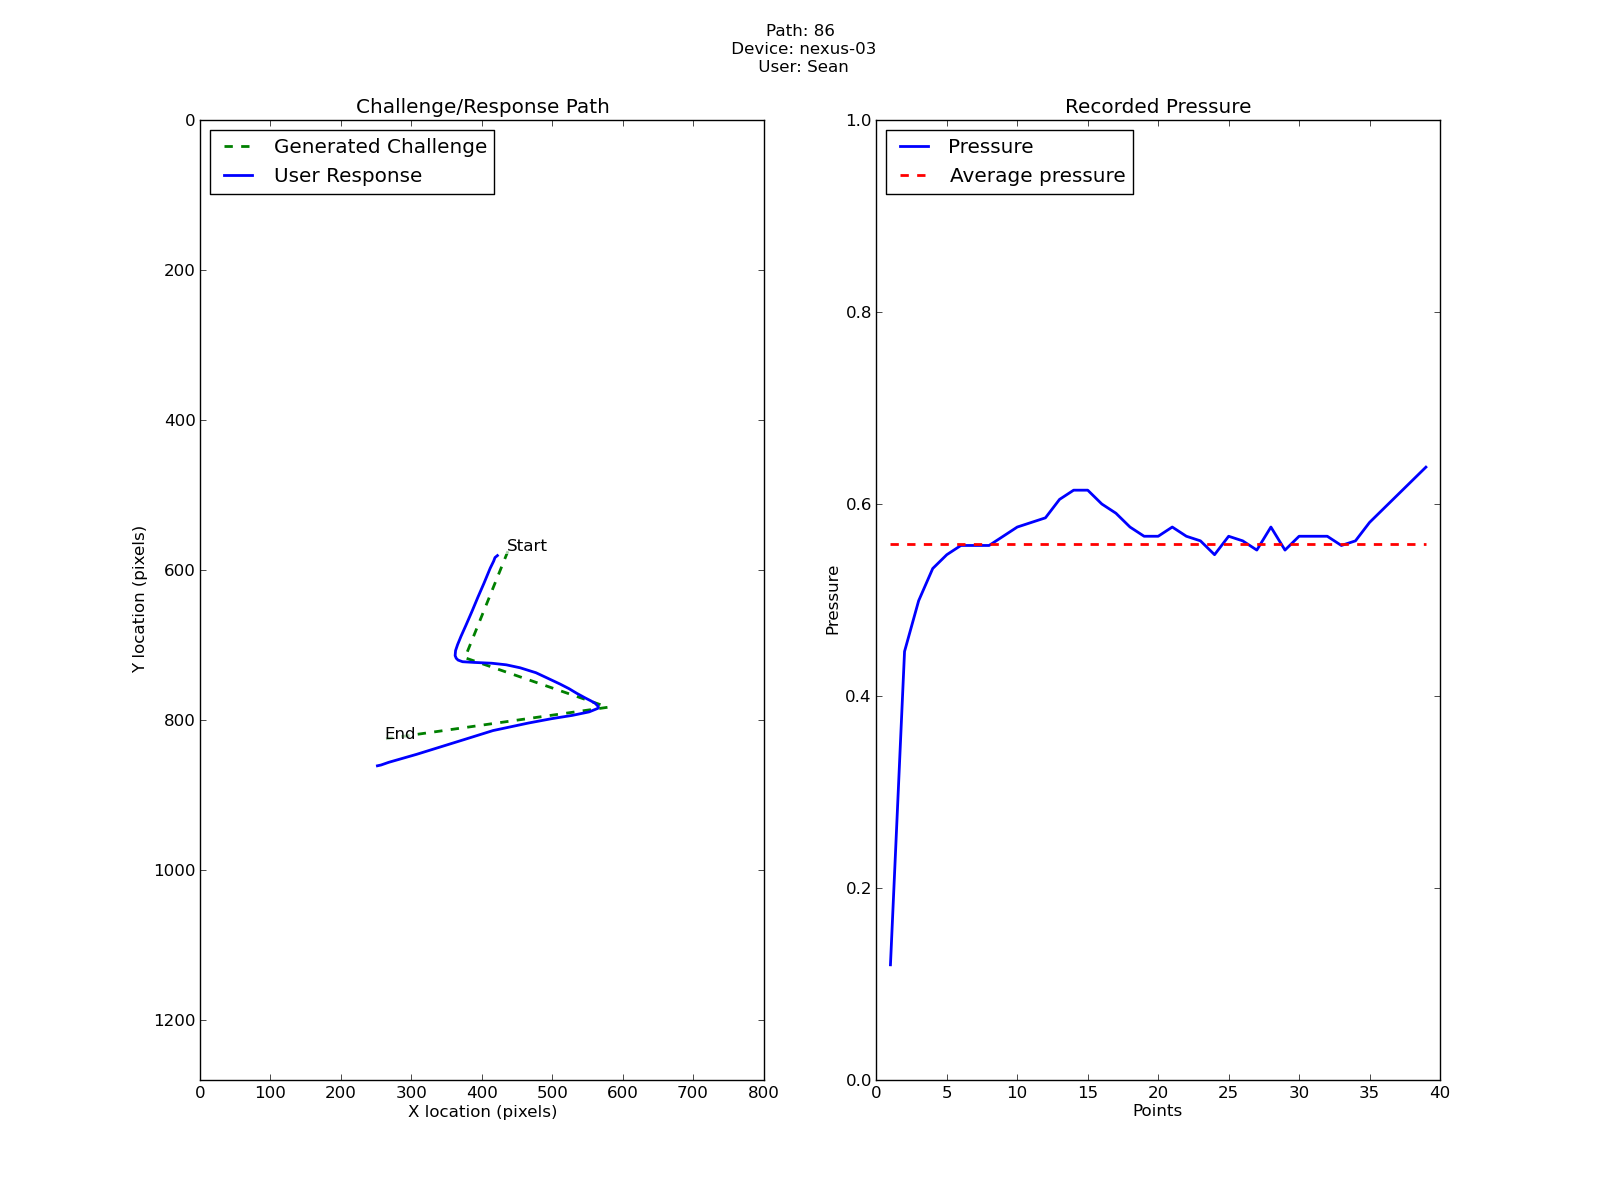 Path: 86
Device: nexus-03
User: Sean
Challenge/Response Path
Generated Challenge
User Response
Start
End
0
200
400
600
800
1000
1200
Y location (pixels)
0 100 200 300 400 500 600 700 800
X location (pixels)
Recorded Pressure
Pressure
Average pressure
1.0
0.8
0.6
0.4
0.2
0.0
Pressure
0 5 10 15 20 25 30 35 40
Points